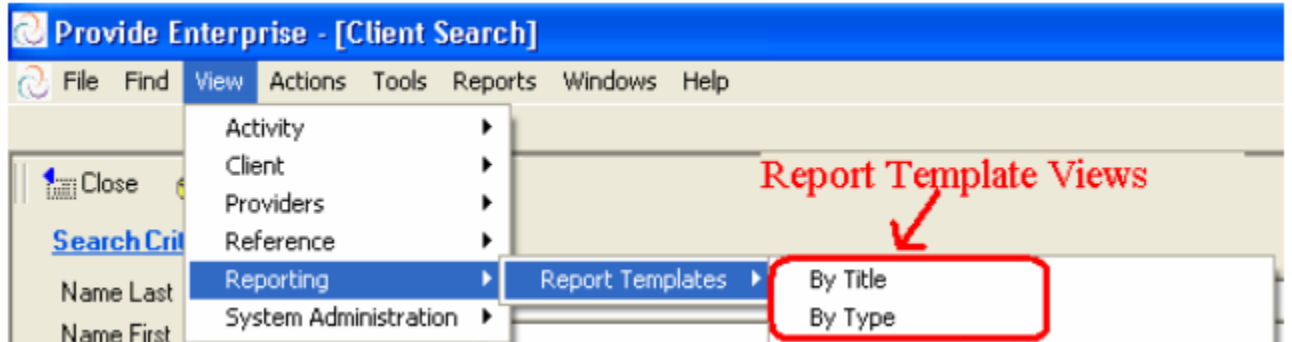 Provide Enterprise - [Client Search]
File Find View Actions Tools Reports Windows Help
Activity
Client
Close
Report Template Views
Providers
Search Crit
Reference
Reporting Report Templates By Title
Name Last
System Administration By Type
Name First